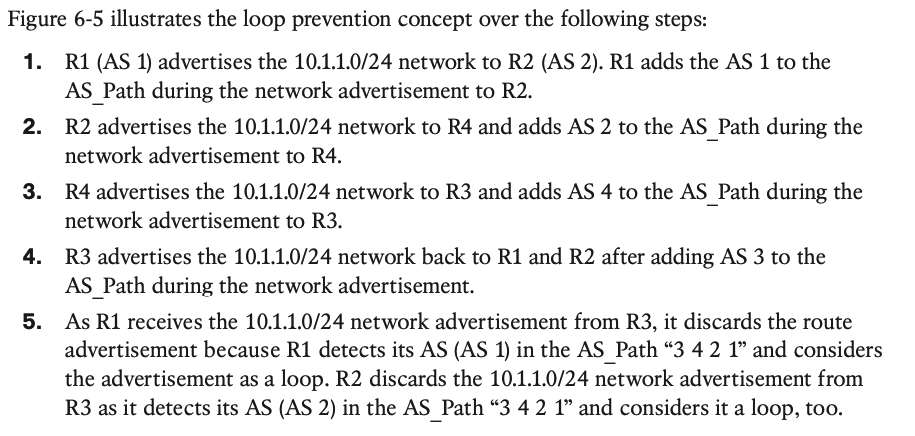 Figure 6-5 illustrates the loop prevention concept over the following steps:
1. R1 (AS 1) advertises the 10.1.1.0/24 network to R2 (AS 2). R1 adds the AS 1 to the
AS_Path during the network advertisement to R2.
2. R2 advertises the 10.1.1.0/24 network to R4 and adds AS 2 to the AS_Path during the
network advertisement to R4.
3. R4 advertises the 10.1.1.0/24 network to R3 and adds AS 4 to the AS_Path during the
network advertisement to R3.
4. R3 advertises the 10.1.1.0/24 network back to R1 and R2 after adding AS 3 to the
AS_Path during the network advertisement.
5. As R1 receives the 10.1.1.0/24 network advertisement from R3, it discards the route
advertisement because R1 detects its AS (AS 1) in the AS_Path “3 4 2 1” and considers
the advertisement as a loop. R2 discards the 10.1.1.0/24 network advertisement from
R3 as it detects its AS (AS 2) in the AS_Path “3 4 2 1” and considers it a loop, too.